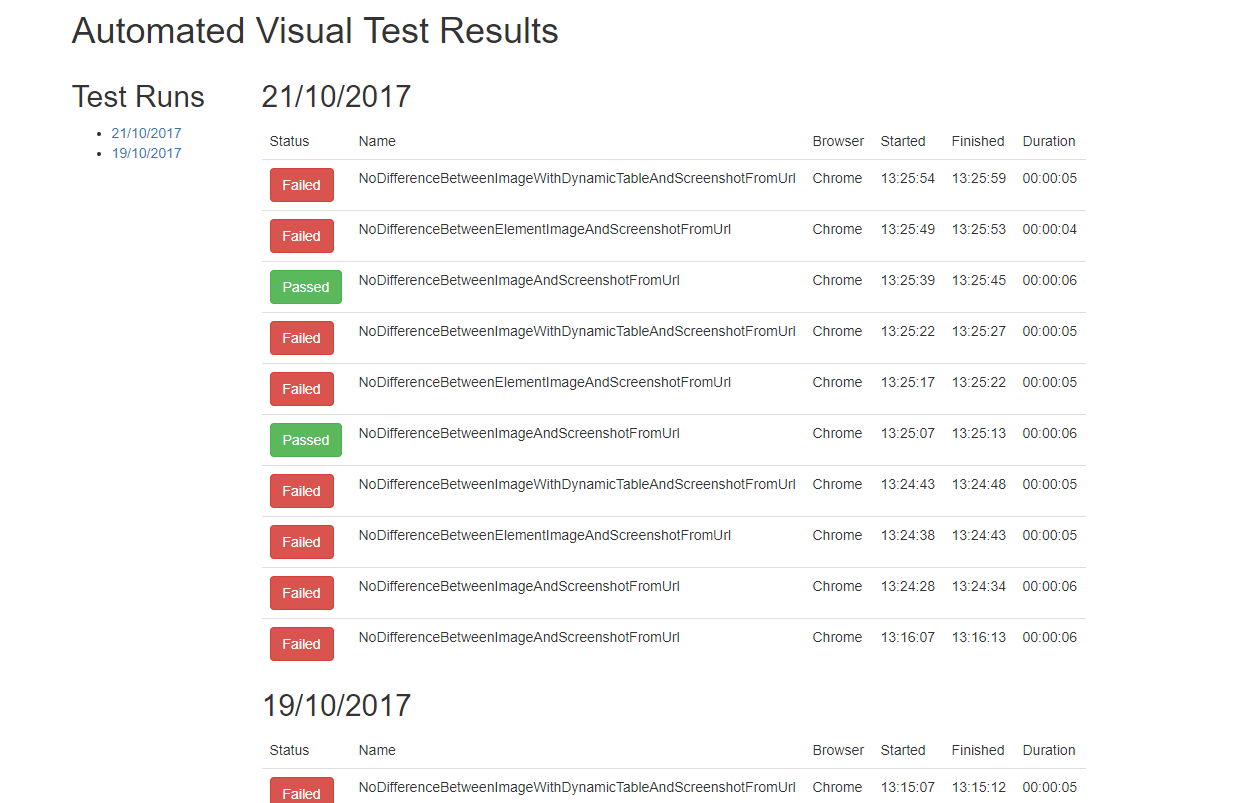 Automated Visual Test Results
Test Runs
21/10/2017
19/10/2017
21/10/2017
Status Name Browser Started Finished Duration
Failed NoDifferenceBetweenImageWithDynamicTableAndScreenshotFromUrl Chrome 13:25:54 13:25:59 00:00:05
Failed NoDifferenceBetweenElementImageAndScreenshotFromUrl Chrome 13:25:49 13:25:53 00:00:04
Passed NoDifferenceBetweenImageAndScreenshotFromUrl Chrome 13:25:39 13:25:45 00:00:06
Failed NoDifferenceBetweenImageWithDynamicTableAndScreenshotFromUrl Chrome 13:25:22 13:25:27 00:00:05
Failed NoDifferenceBetweenElementImageAndScreenshotFromUrl Chrome 13:25:17 13:25:22 00:00:05
Passed NoDifferenceBetweenImageAndScreenshotFromUrl Chrome 13:25:07 13:25:13 00:00:06
Failed NoDifferenceBetweenImageWithDynamicTableAndScreenshotFromUrl Chrome 13:24:43 13:24:48 00:00:05
Failed NoDifferenceBetweenElementImageAndScreenshotFromUrl Chrome 13:24:38 13:24:43 00:00:05
Failed NoDifferenceBetweenImageAndScreenshotFromUrl Chrome 13:24:28 13:24:34 00:00:06
Failed NoDifferenceBetweenImageAndScreenshotFromUrl Chrome 13:16:07 13:16:13 00:00:06
19/10/2017
Status Name Browser Started Finished Duration
Failed NoDifferenceBetweenImageWithDynamicTableAndScreenshotFromUrl Chrome 13:15:07 13:15:12 00:00:05